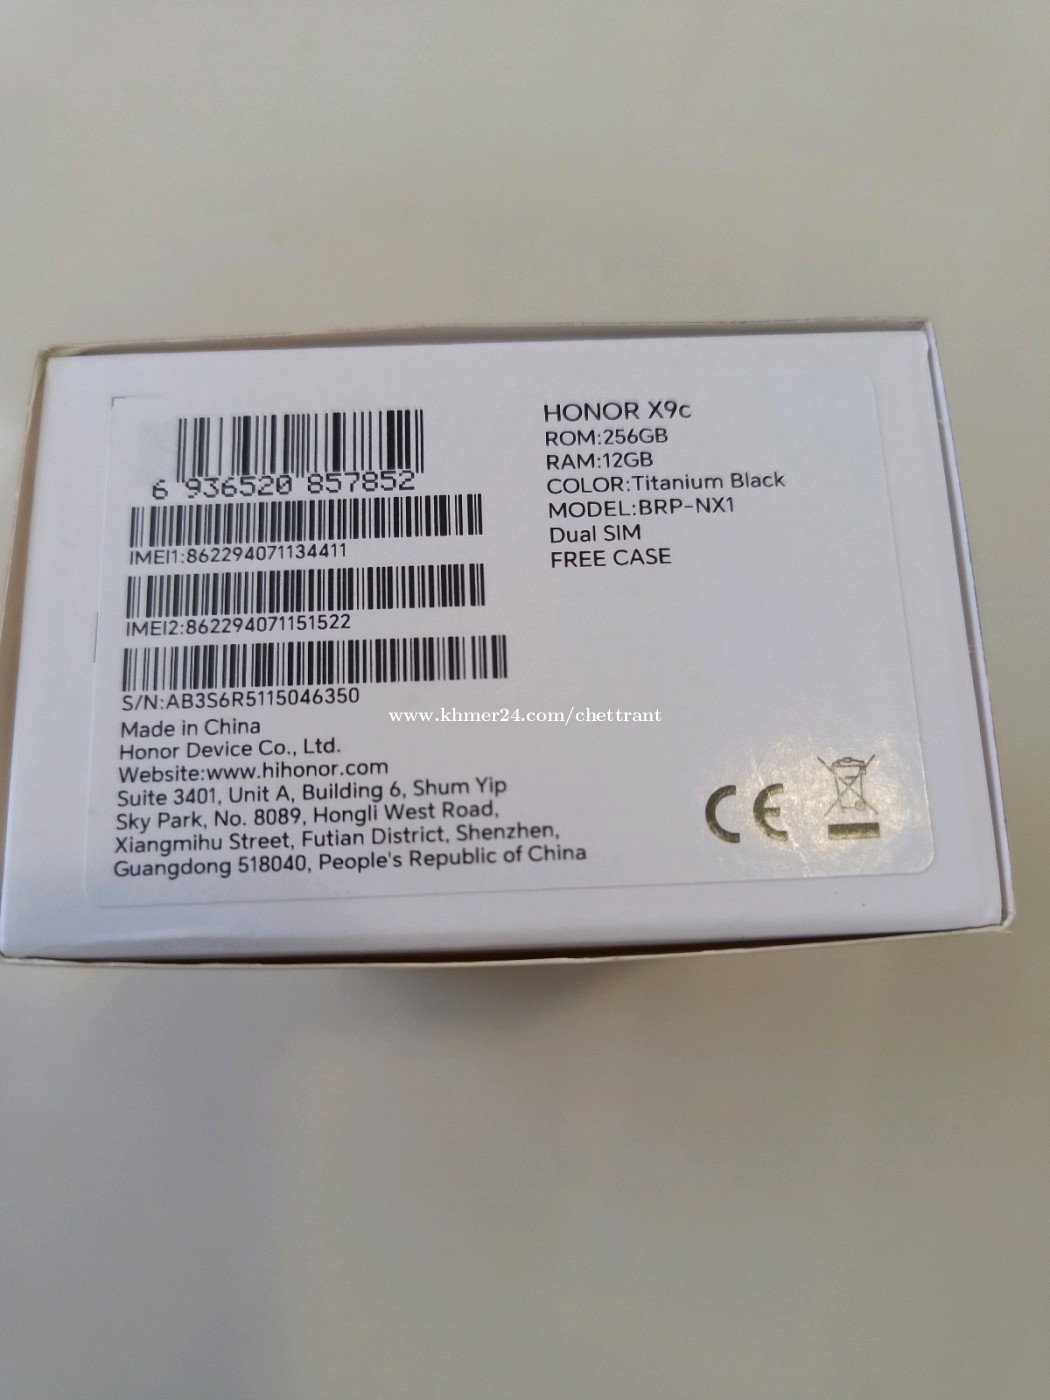 6 936520 857852
IMEI1:862294071134411
IMEI2:862294071151522
S/N:AB3S6R5115046350
Made in China
Honor Device Co., Ltd.
Website:www.hihonor.com
Suite 3401, Unit A, Building 6, Shum Yip
Sky Park, No. 8089, Hongli West Road,
Xiangmihu Street, Futian District, Shenzhen,
Guangdong 518040, People's Republic of China
HONOR X9c
ROM:256GB
RAM:12GB
COLOR:Titanium Black
MODEL:BRP-NX1
Dual SIM
FREE CASE
www.khmer24.com/chettrant
CE